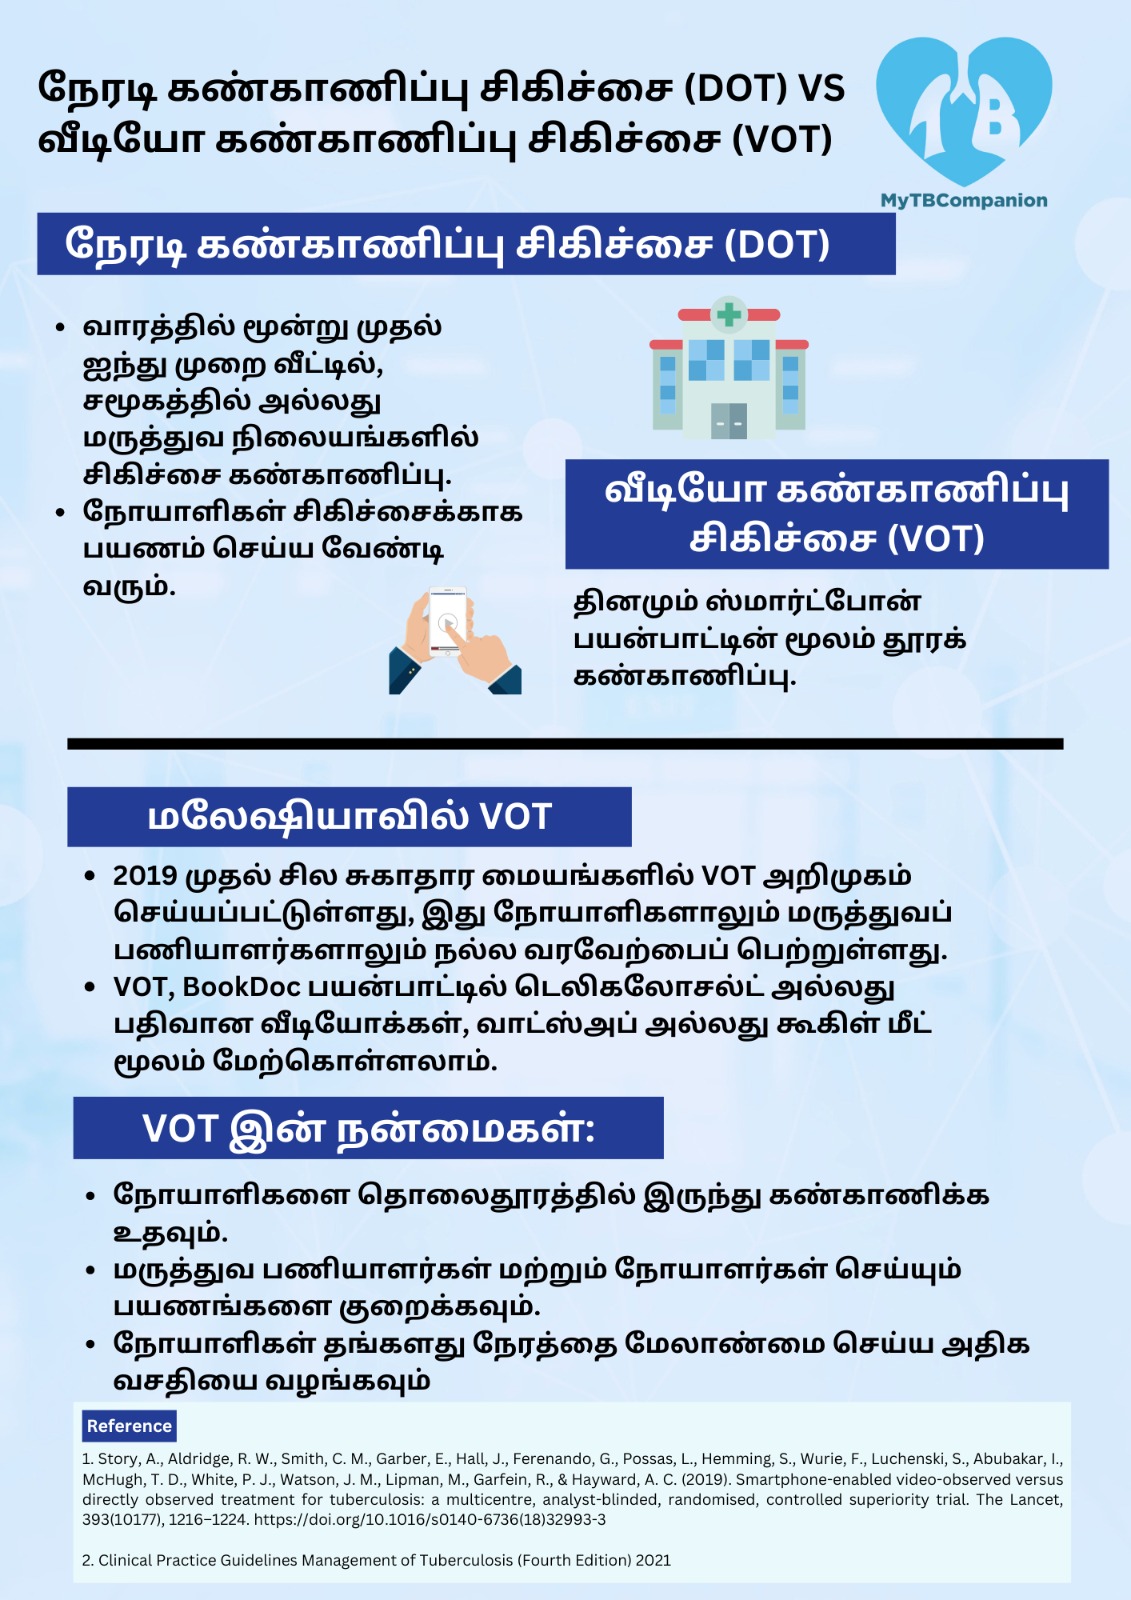 நேரடி கண்காணிப்பு சிகிச்சை (DOT) VS
வீடியோ கண்காணிப்பு சிகிச்சை (VOT)
TB
MyTBCompanion
நேரடி கண்காணிப்பு சிகிச்சை (DOT)
• வாரத்தில் மூன்று முதல்
ஐந்து முறை வீட்டில்,
சமூகத்தில் அல்லது
மருத்துவ நிலையங்களில்
சிகிச்சை கண்காணிப்பு.
• நோயாளிகள் சிகிச்சைக்காக
பயணம் செய்ய வேண்டி
வரும்.
வீடியோ கண்காணிப்பு
சிகிச்சை (VOT)
தினமும் ஸ்மார்ட்போன்
பயன்பாட்டின் மூலம் தூரக்
கண்காணிப்பு.
மலேஷியாவில் VOT
• 2019 முதல் சில சுகாதார மையங்களில் VOT அறிமுகம்
செய்யப்பட்டுள்ளது, இது நோயாளிகளாலும் மருத்துவப்
பணியாளர்களாலும் நல்ல வரவேற்பைப் பெற்றுள்ளது.
• VOT, BookDoc பயன்பாட்டில் டெலிகலோசல்ட் அல்லது
பதிவான வீடியோக்கள், வாட்ஸ்அப் அல்லது கூகிள் மீட்
மூலம் மேற்கொள்ளலாம்.
VOT இன் நன்மைகள்:
• நோயாளிகளை தொலைதூரத்தில் இருந்து கண்காணிக்க
உதவும்.
• மருத்துவ பணியாளர்கள் மற்றும் நோயாளர்கள் செய்யும்
பயணங்களை குறைக்கவும்.
• நோயாளிகள் தங்களது நேரத்தை மேலாண்மை செய்ய அதிக
வசதியை வழங்கவும்
Reference
1. Story, A., Aldridge, R. W., Smith, C. M., Garber, E., Hall, J., Ferenando, G., Possas, L., Hemming, S., Wurie, F., Luchenski, S., Abubakar, I.,
McHugh, T. D., White, P. J., Watson, J. M., Lipman, M., Garfein, R., & Hayward, A. C. (2019). Smartphone-enabled video-observed versus
directly observed treatment for tuberculosis: a multicentre, analyst-blinded, randomised, controlled superiority trial. The Lancet,
393(10177), 1216–1224. https://doi.org/10.1016/s0140-6736(18)32993-3
2. Clinical Practice Guidelines Management of Tuberculosis (Fourth Edition) 2021